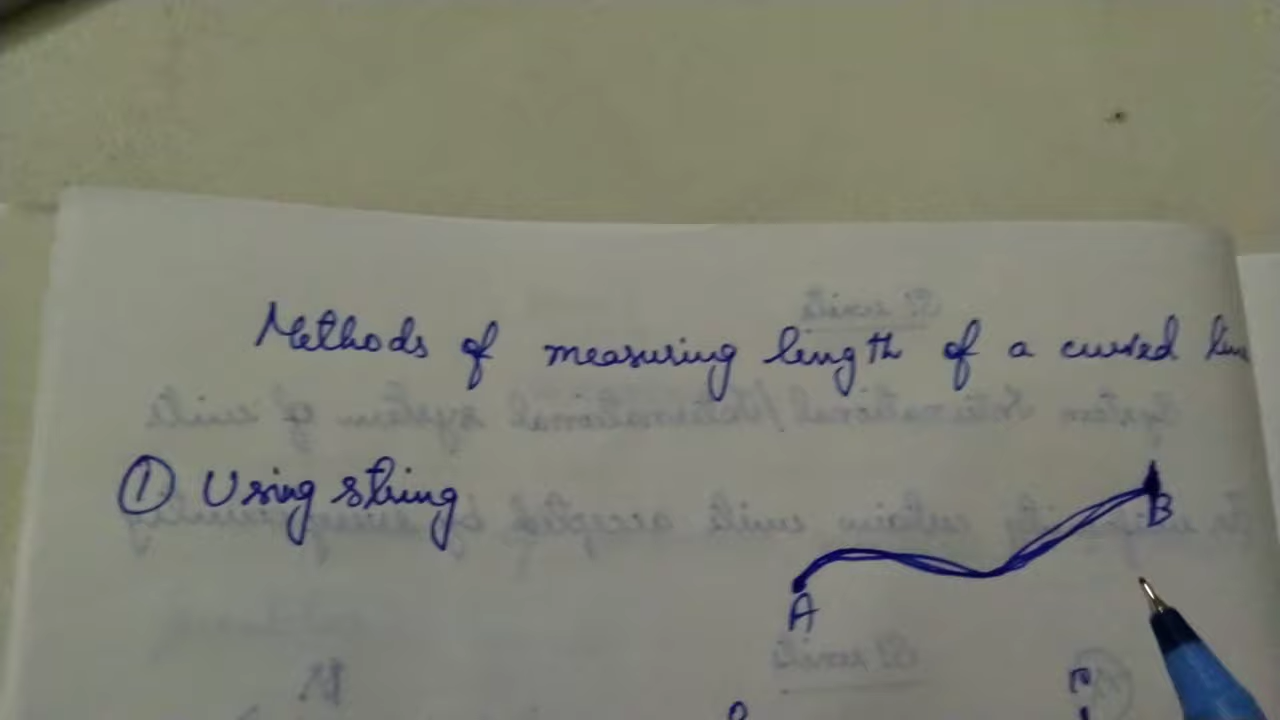 Methods of measuring length of a curved line
① Using string
B
A